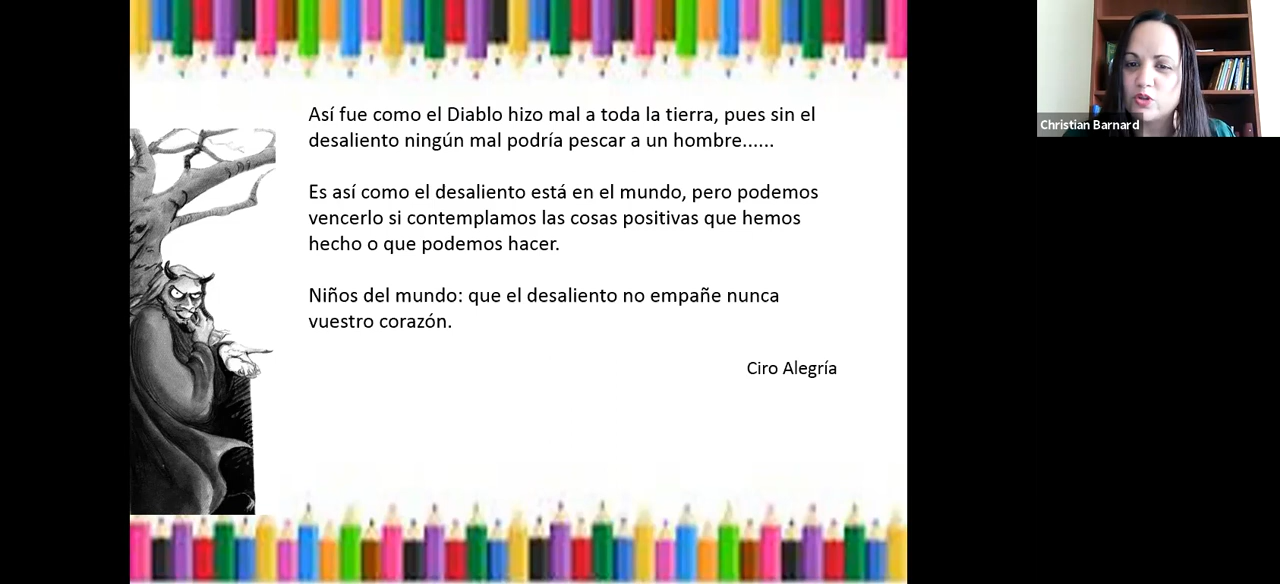 Así fue como el Diablo hizo mal a toda la tierra, pues sin el
desaliento ningún mal podría pescar a un hombre......
Es así como el desaliento está en el mundo, pero podemos
vencerlo si contemplamos las cosas positivas que hemos
hecho o que podemos hacer.
Niños del mundo: que el desaliento no empañe nunca
vuestro corazón.
Ciro Alegría
Christian Barnard